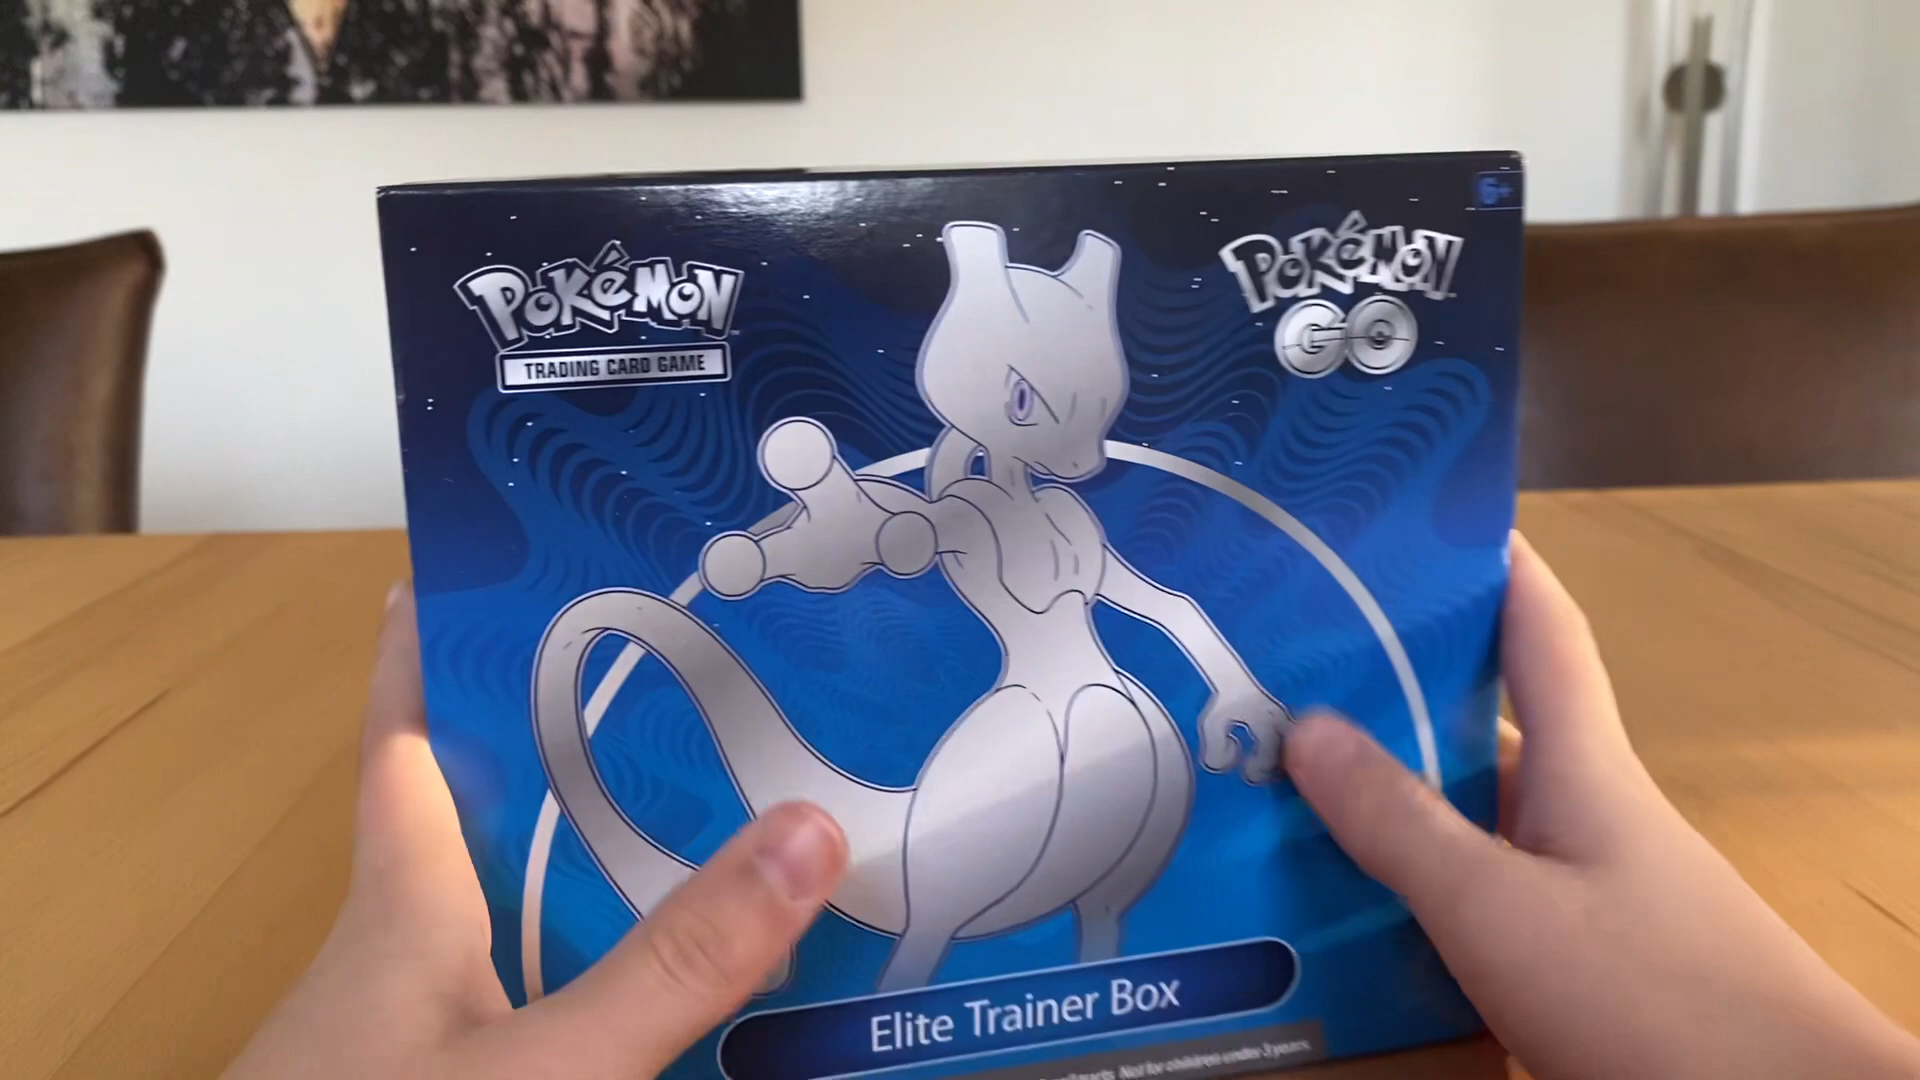 POKéMON
TRADING CARD GAME
POKéMON
GO
6+
Elite Trainer Box
Not for children under 3 years.